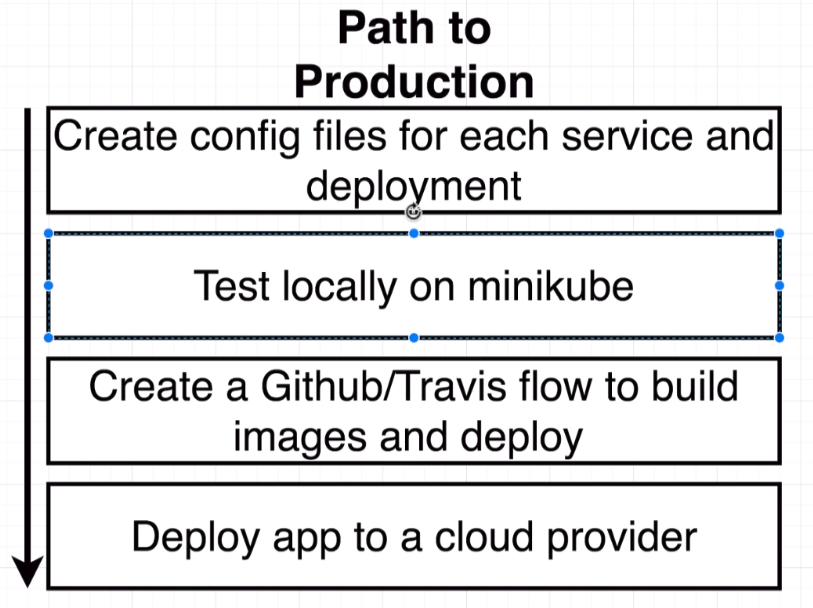 Path to
Production
Create config files for each service and
deployment
Test locally on minikube
Create a Github/Travis flow to build
images and deploy
Deploy app to a cloud provider